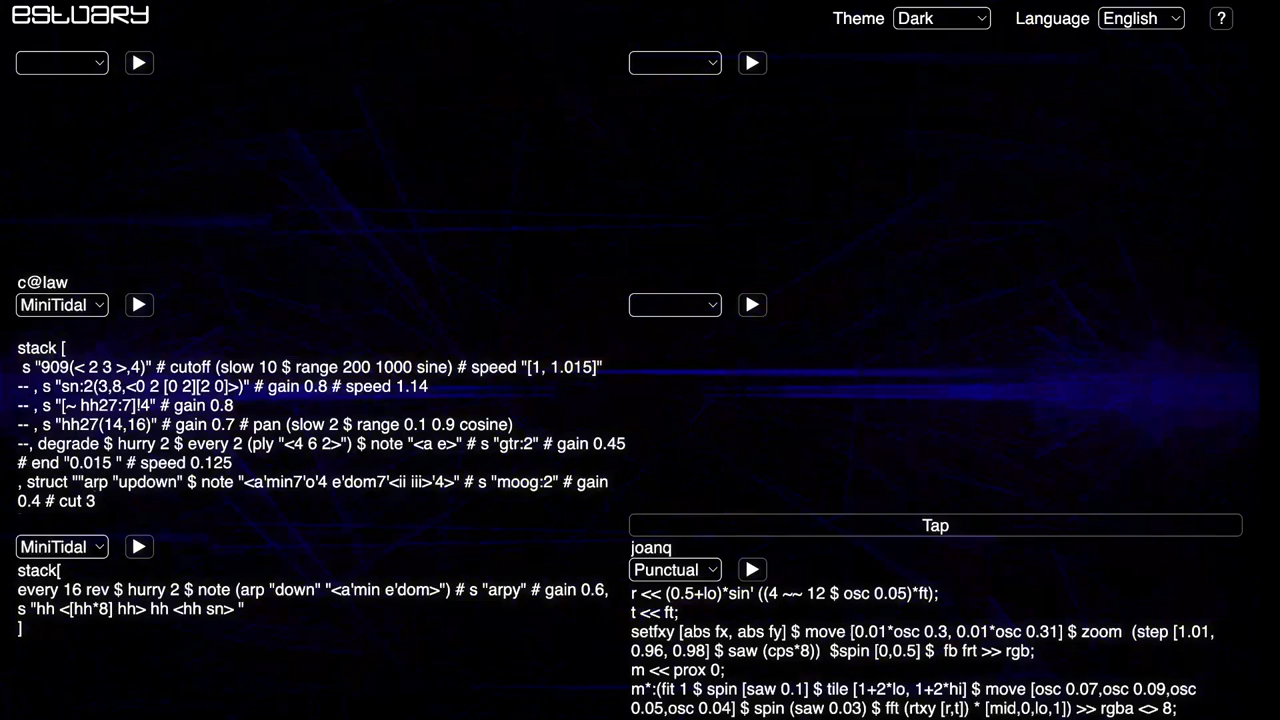 estuary
Theme Dark Language English ?
c@law
MiniTidal
stack [
s "909(< 2 3 >,4)" # cutoff (slow 10 $ range 200 1000 sine) # speed "[1, 1.015]"
-- , s "sn:2(3,8,<0 2 [0 2][2 0]>)" # gain 0.8 # speed 1.14
-- , s "[~ hh27:7]!4" # gain 0.8
-- , s "hh27(14,16)" # gain 0.7 # pan (slow 2 $ range 0.1 0.9 cosine)
--, degrade $ hurry 2 $ every 2 (ply "<4 6 2>") $ note "<a e>" # s "gtr:2" # gain 0.45
# end "0.015 " # speed 0.125
, struct ""arp "updown" $ note "<a'min7'o'4 e'dom7'<ii iii>'4>" # s "moog:2" # gain
0.4 # cut 3
MiniTidal
stack[
every 16 rev $ hurry 2 $ note (arp "down" "<a'min e'dom>") # s "arpy" # gain 0.6,
s "hh <[hh*8] hh> hh <hh sn> "
]
Tap
joanq
Punctual
r << (0.5+lo)*sin' ((4 ~~ 12 $ osc 0.05)*ft);
t << ft;
setfxy [abs fx, abs fy] $ move [0.01*osc 0.3, 0.01*osc 0.31] $ zoom  (step [1.01,
0.96, 0.98] $ saw (cps*8))  $spin [0,0.5] $  fb frt >> rgb;
m << prox 0;
m*:(fit 1 $ spin [saw 0.1] $ tile [1+2*lo, 1+2*hi] $ move [osc 0.07,osc 0.09,osc
0.05,osc 0.04] $ spin (saw 0.03) $ fft (rtxy [r,t]) * [mid,0,lo,1]) >> rgba <> 8;